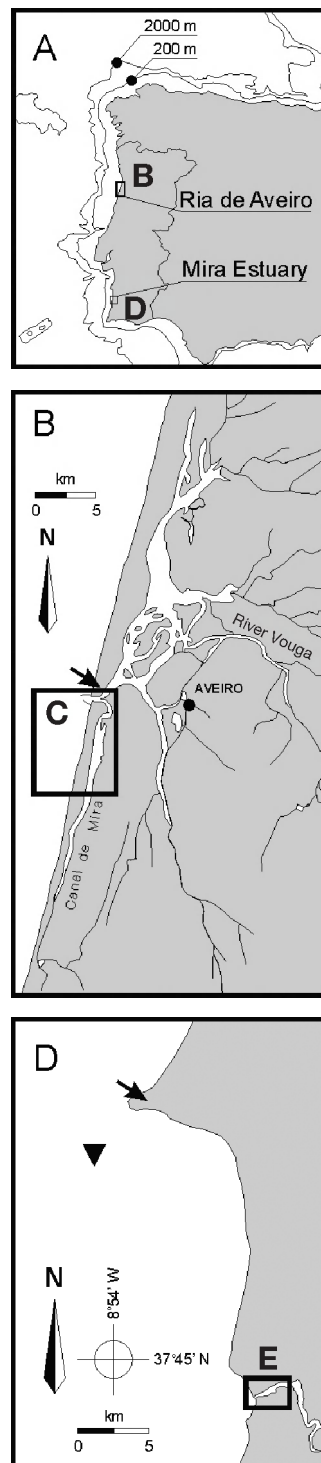 A
2000 m
200 m
B
Ria de Aveiro
Mira Estuary
D
B
km
0 5
N
River Vouga
AVEIRO
C
Canal de Mira
D
N
8°54' W
37°45' N
E
km
0 5